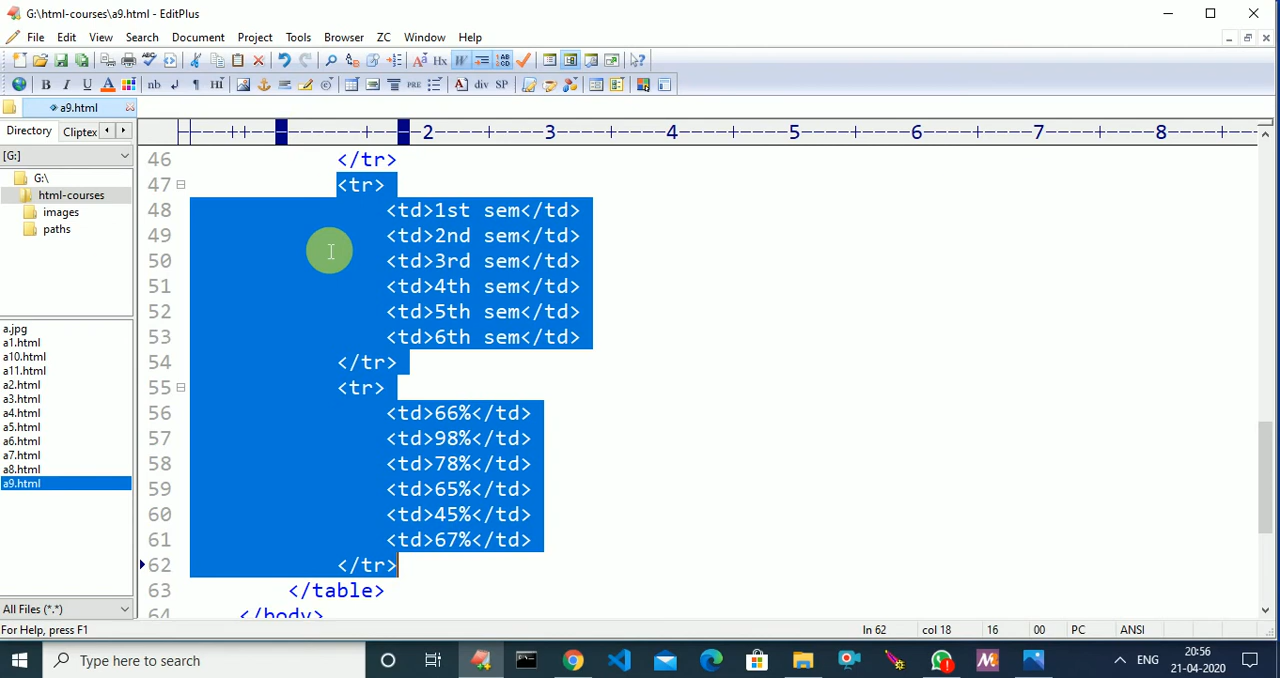 G:\html-courses\a9.html - EditPlus
File Edit View Search Document Project Tools Browser ZC Window Help
a9.html
Directory Cliptex
[G:]
G:\
html-courses
images
paths
a.jpg
a1.html
a10.html
a11.html
a2.html
a3.html
a4.html
a5.html
a6.html
a7.html
a8.html
a9.html
All Files (*.*)
2 3 4 5 6 7 8
46 </tr>
47 <tr>
48 <td>1st sem</td>
49 <td>2nd sem</td>
50 <td>3rd sem</td>
51 <td>4th sem</td>
52 <td>5th sem</td>
53 <td>6th sem</td>
54 </tr>
55 <tr>
56 <td>66%</td>
57 <td>98%</td>
58 <td>78%</td>
59 <td>65%</td>
60 <td>45%</td>
61 <td>67%</td>
62 </tr>
63 </table>
64 </body>
For Help, press F1 ln 62 col 18 16 00 PC ANSI
Type here to search ENG 20:56
21-04-2020